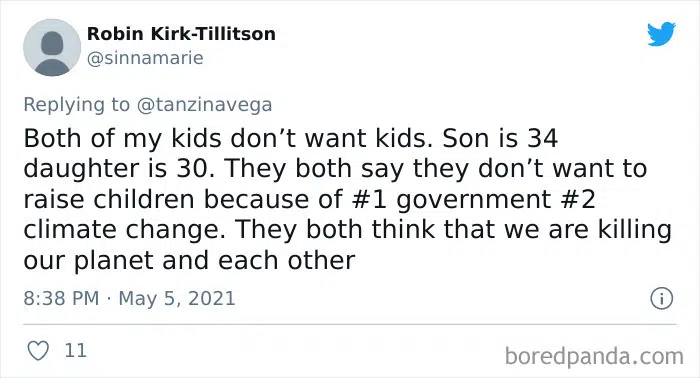 Robin Kirk-Tillitson
@sinnamarie
Replying to @tanzinavega
Both of my kids don’t want kids. Son is 34
daughter is 30. They both say they don’t want to
raise children because of #1 government #2
climate change. They both think that we are killing
our planet and each other
8:38 PM · May 5, 2021
11
boredpanda.com